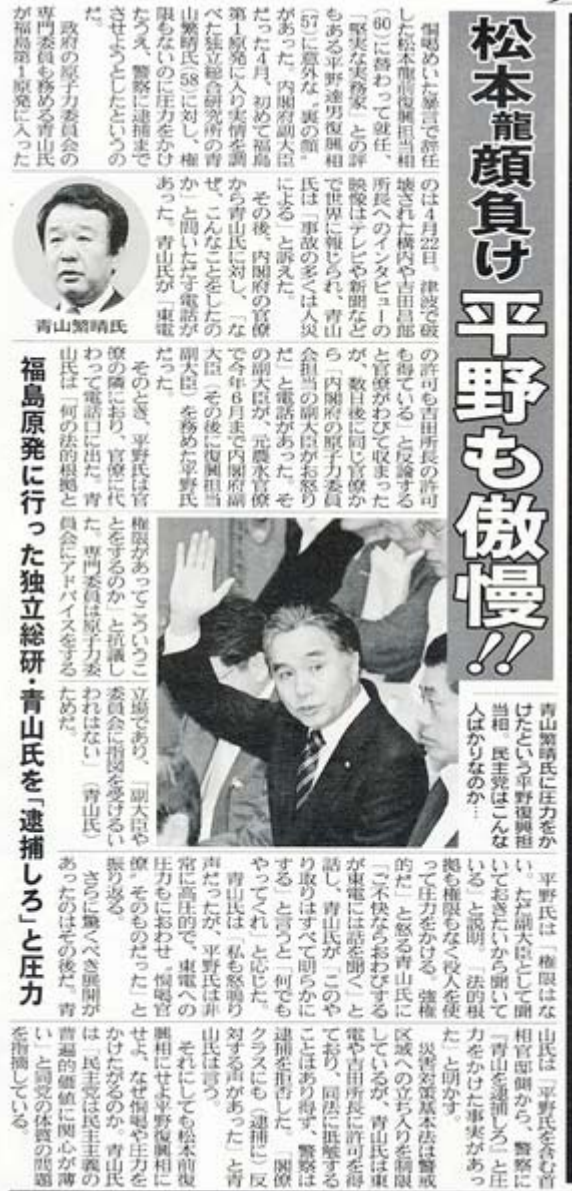 松本龍顔負け
平野も傲慢!!
福島原発に行った独立総研・青山氏を「逮捕しろ」と圧力
恫喝めいた暴言で辞任
した松本龍前復興担当相
(60)に替わって就任、
「堅実な実務家」との評
もある平野達男復興相
(57)に意外な“裏の顔”
があった。内閣府副大臣
だった4月、初めて福島
第1原発に入り実情を調
べた独立総合研究所の青
山繁晴氏(58)に対し、権
限もないのに圧力をかけ
たうえ、警察に逮捕まで
させようとしたというの
だ。
政府の原子力委員会の
専門委員も務める青山氏
が福島第1原発に入った
のは4月22日。津波で破
壊された構内や吉田昌郎
所長へのインタビューの
映像はテレビや新聞など
で世界に報じられ、青山
氏は「事故の多くは人災
による」と訴えた。
その後、内閣府の官僚
から青山氏に対し、「な
ぜ、こんなことをしたの
か」と問いただす電話が
あった。青山氏が「東電
青山繁晴氏
の許可も吉田所長の許可
も得ている」と反論する
と官僚がわびて収まった
が、数日後に同じ官僚か
ら「内閣府の原子力委員
会担当の副大臣がお怒り
だ」と電話があった。そ
の副大臣が、元農水官僚
で今年6月まで内閣府副
大臣(その後に復興担当
副大臣)を務めた平野氏
だった。
そのとき、平野氏は官
僚の隣におり、官僚に代
わって電話口に出た。青
山氏は「何の法的根拠と
権限があってこういうこ
とをするのか」と抗議し
た。専門委員は原子力委
員会にアドバイスをする
立場であり、「副大臣や
委員会に指図を受けるい
われはない」(青山氏)
ためだ。
青山繁晴氏に圧力をか
けたという平野復興担
当相。民主党はこんな
人ばかりなのか…
平野氏は「権限はな
い。ただ副大臣として聞
いておきたいから聞いて
いる」と説明。「法的根
拠も権限もなく役人を使
って圧力をかける。強権
的だ」と怒る青山氏に
「ご不快ならおわびする
が東電には話を聞く」と
話し、青山氏が「このや
り取りはすべて明らかに
する」と言うと「何でも
やってくれ」と応じた。
青山氏は「私も怒鳴り
声だったが、平野氏は非
常に高圧的で、東電への
圧力もにおわせ“恫喝官
僚”そのものだった」と
振り返る。
さらに驚くべき展開が
あったのはその後だ。青
山氏は「平野氏を含む首
相官邸側から、警察に
『青山を逮捕しろ』と圧
力をかけた事実があっ
た」と明かす。
災害対策基本法は警戒
区域への立ち入りを制限
しているが、青山氏は東
電や吉田所長に許可を得
ており、同法に抵触する
ことはあり得ず、警察は
逮捕を拒否した。「閣僚
クラスにも(逮捕に)反
対する声があった」と青
山氏は言う。
それにしても松本前復
興相にせよ平野復興相に
せよ、なぜ恫喝や圧力を
かけたがるのか。青山氏
は「民主党は民主主義の
普遍的価値に関心が薄
い」と同党の体質の問題
を指摘している。